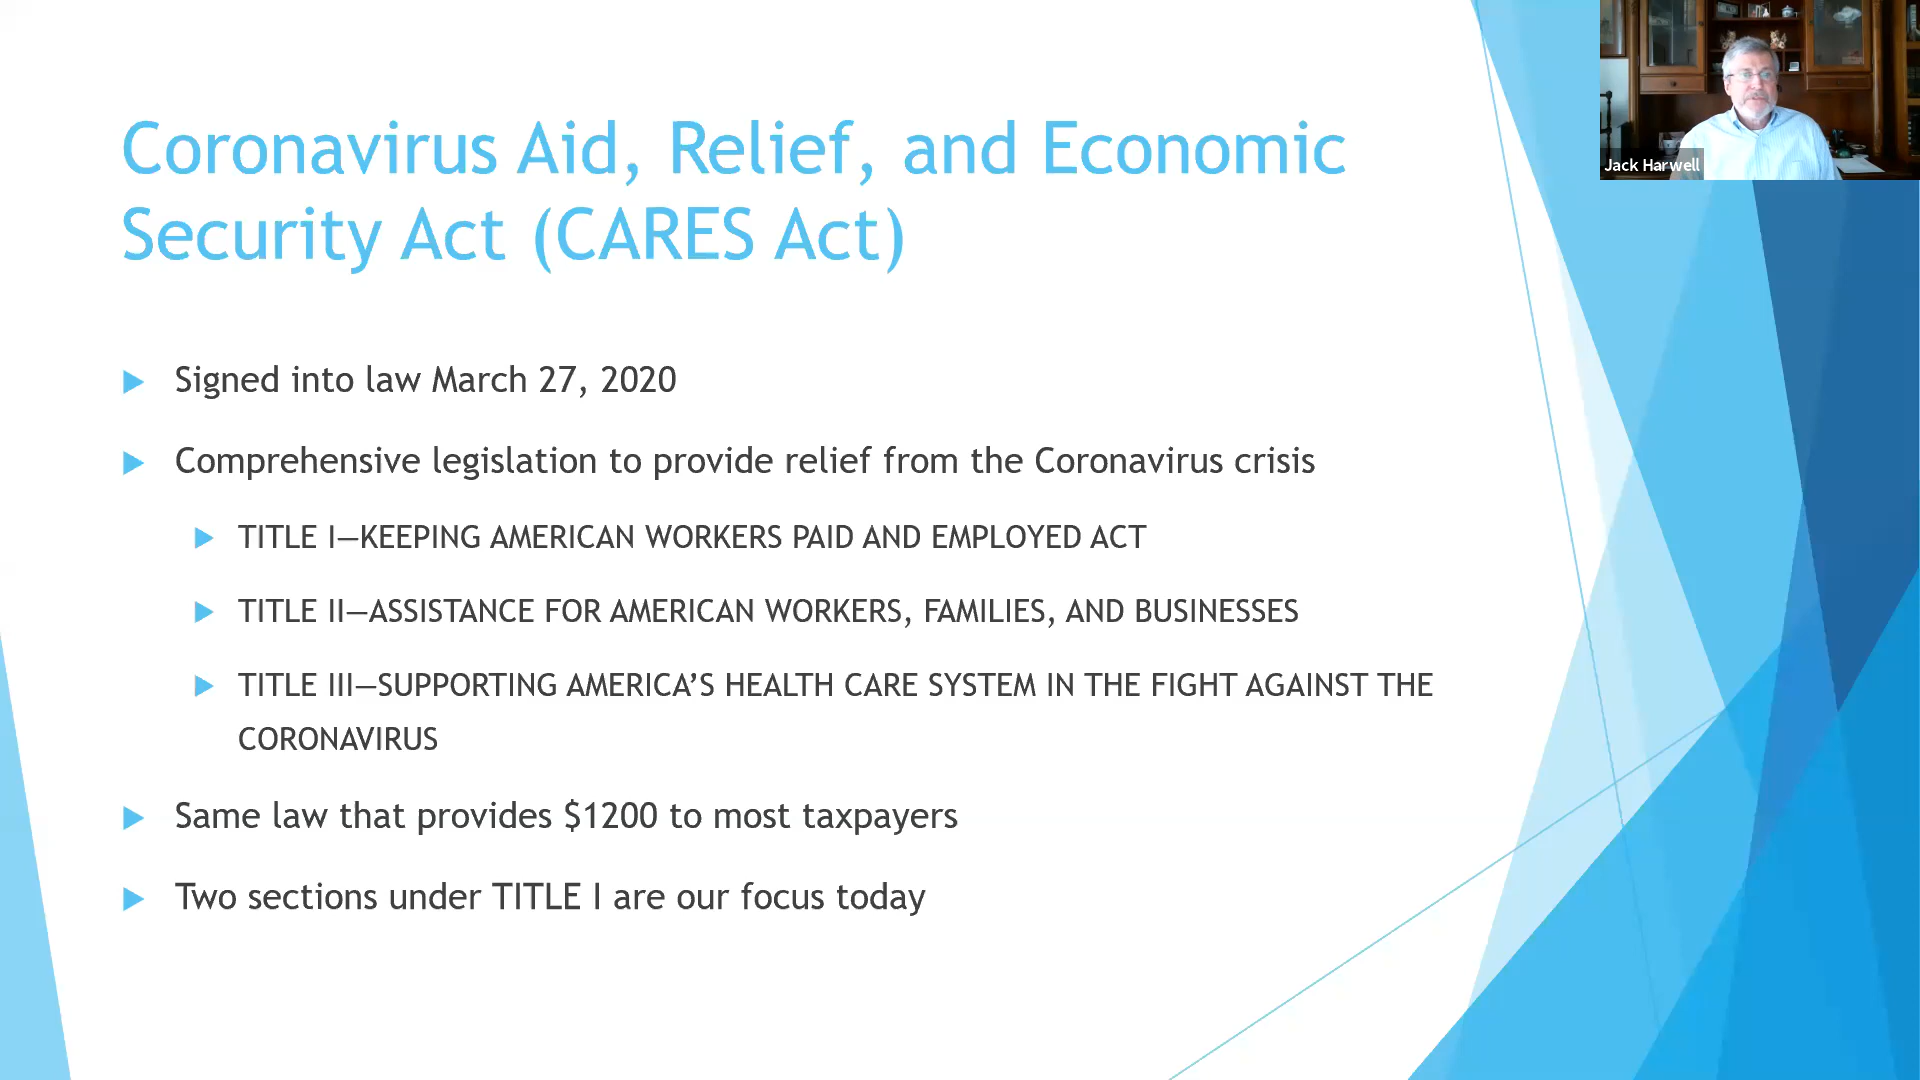 Coronavirus Aid, Relief, and Economic
Security Act (CARES Act)
Jack Harwell
Signed into law March 27, 2020
Comprehensive legislation to provide relief from the Coronavirus crisis
TITLE I—KEEPING AMERICAN WORKERS PAID AND EMPLOYED ACT
TITLE II—ASSISTANCE FOR AMERICAN WORKERS, FAMILIES, AND BUSINESSES
TITLE III—SUPPORTING AMERICA’S HEALTH CARE SYSTEM IN THE FIGHT AGAINST THE
CORONAVIRUS
Same law that provides $1200 to most taxpayers
Two sections under TITLE I are our focus today